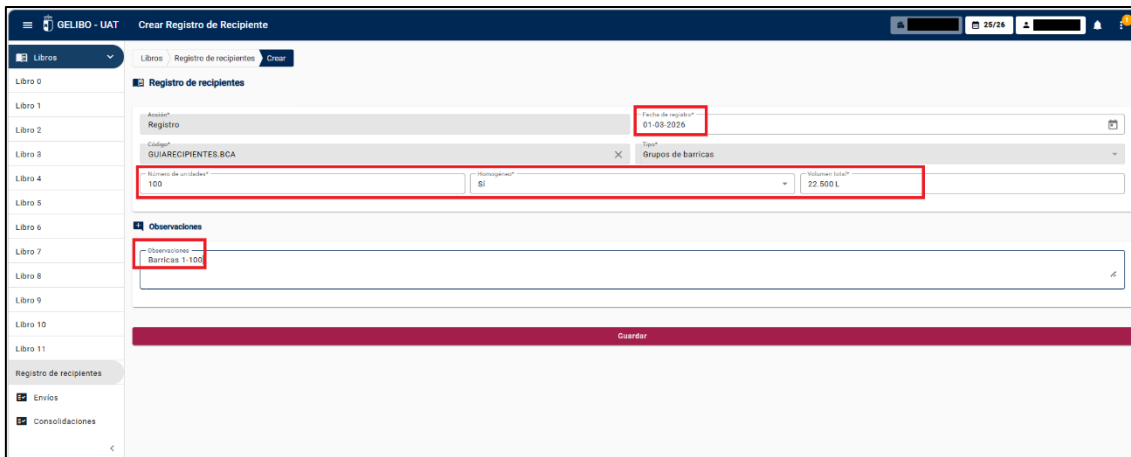 GELIBO - UAT Crear Registro de Recipiente 25/26
Libros
Libros Registro de recipientes Crear
Libro 0
Registro de recipientes
Libro 1
Acción* Fecha de registro*
Registro 01-03-2026
Libro 2
Código* Tipo*
Libro 3
GUIARECIPIENTES.BCA Grupos de barricas
Número de unidades* Homogéneo* Volumen total*
Libro 4
100 Sí 22.500 L
Libro 5
Libro 6
Observaciones
Libro 7
Observaciones
Barricas 1-100
Libro 8
Libro 9
Libro 10
Guardar
Libro 11
Registro de recipientes
Envíos
Consolidaciones